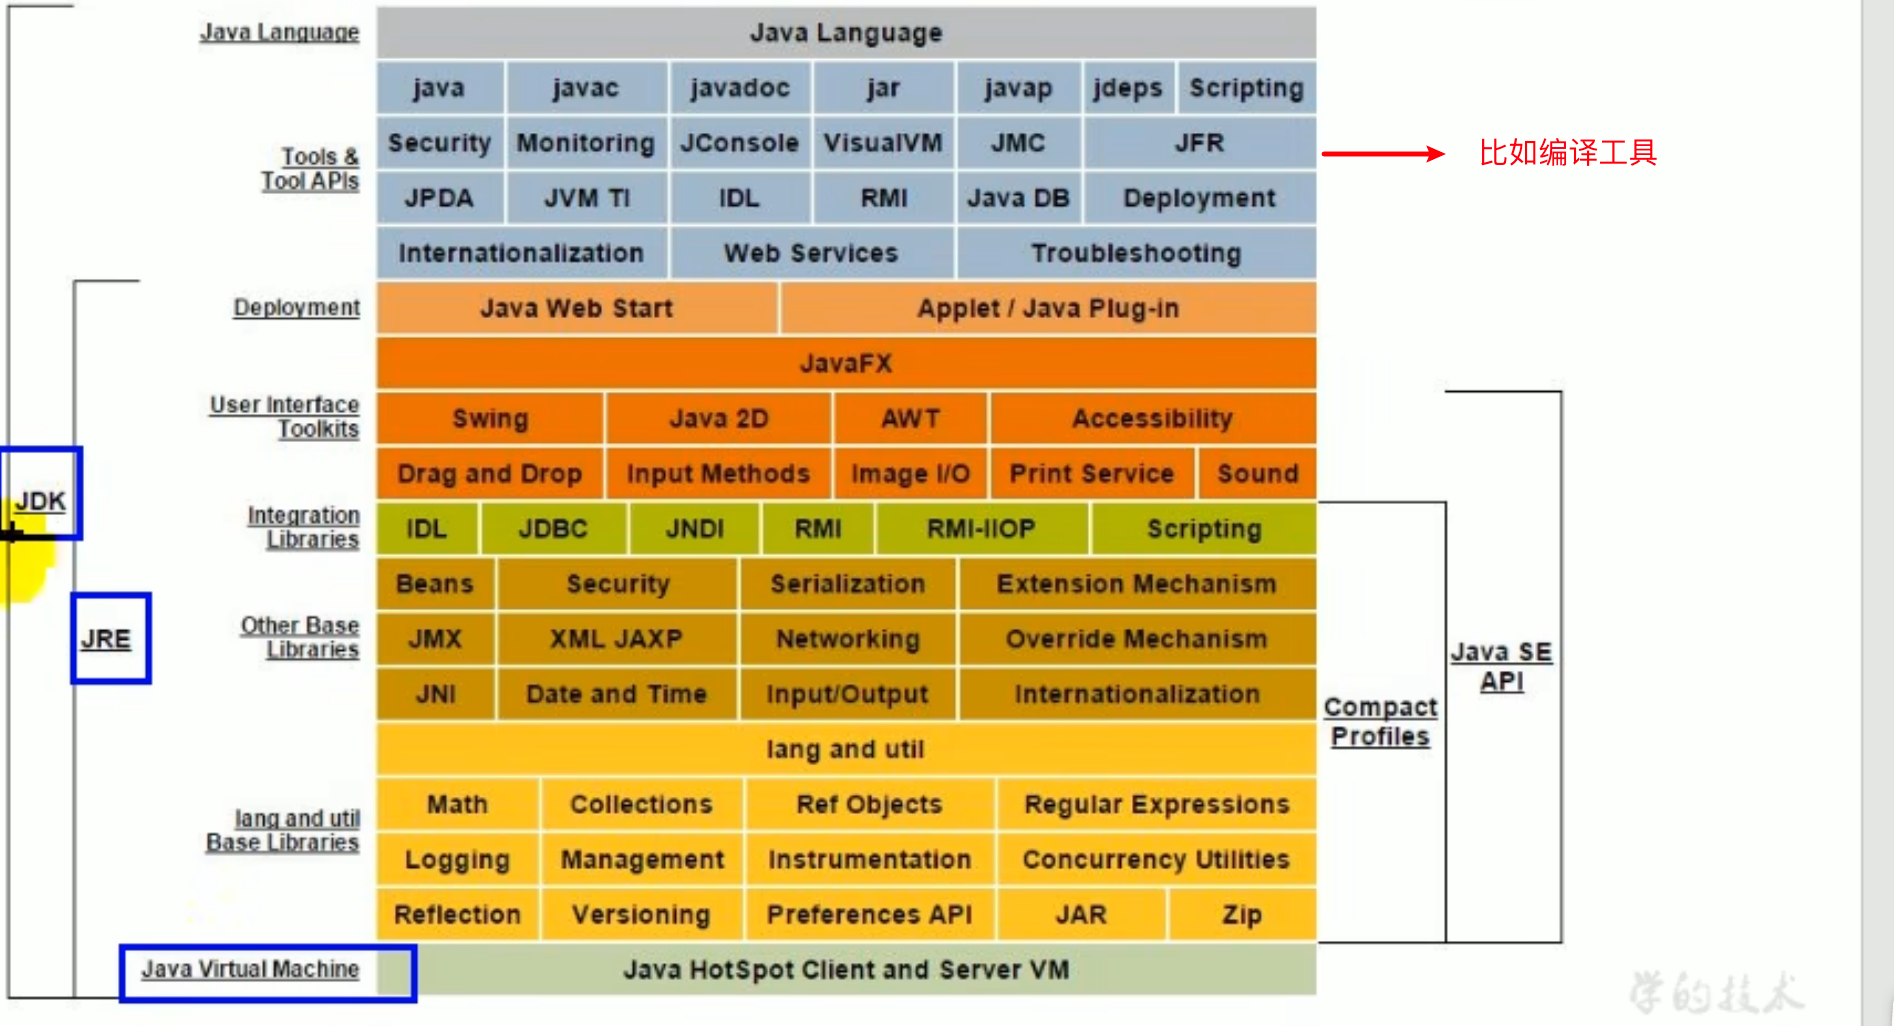 Java Language
Java Language
java javac javadoc jar javap jdeps Scripting
Tools &
Tool APIs
Security Monitoring JConsole VisualVM JMC JFR
比如编译工具
JPDA JVM TI IDL RMI Java DB Deployment
Internationalization Web Services Troubleshooting
Deployment
Java Web Start Applet / Java Plug-in
JavaFX
User Interface
Toolkits
Swing Java 2D AWT Accessibility
Drag and Drop Input Methods Image I/O Print Service Sound
JDK
Integration
Libraries
IDL JDBC JNDI RMI RMI-IIOP Scripting
Beans Security Serialization Extension Mechanism
JRE
Other Base
Libraries
JMX XML JAXP Networking Override Mechanism
Java SE
API
JNI Date and Time Input/Output Internationalization
Compact
Profiles
lang and util
lang and util
Base Libraries
Math Collections Ref Objects Regular Expressions
Logging Management Instrumentation Concurrency Utilities
Reflection Versioning Preferences API JAR Zip
Java Virtual Machine
Java HotSpot Client and Server VM
学的技术